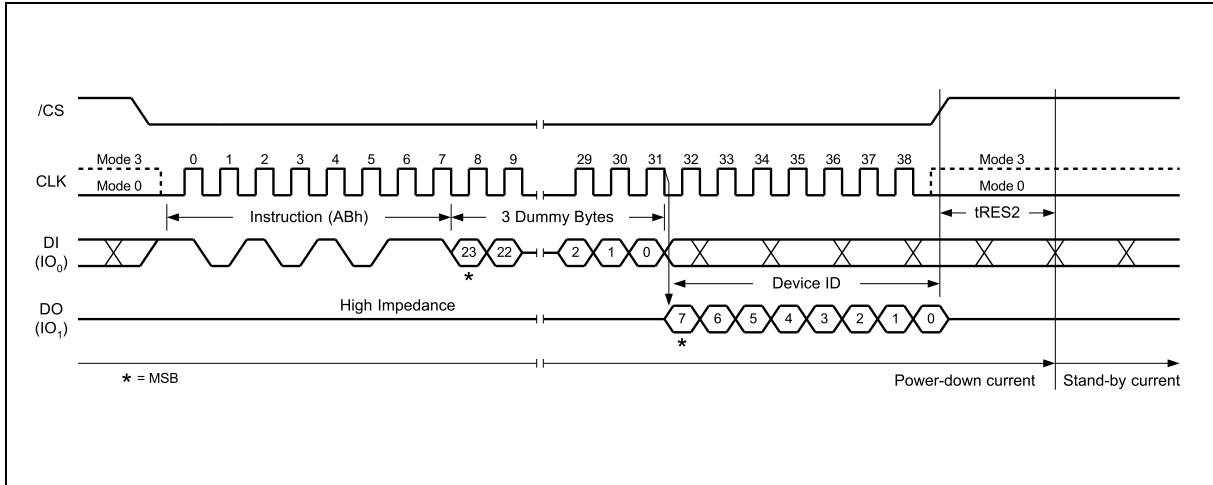 /CS
Mode 3
0 1 2 3 4 5 6 7 8 9 29 30 31 32 33 34 35 36 37 38
Mode 3
CLK
Mode 0
Mode 0
Instruction (ABh)
3 Dummy Bytes
tRES2
DI
(IO0)
23 22 2 1 0
*
Device ID
High Impedance
DO
(IO1)
7 6 5 4 3 2 1 0
*
* = MSB
Power-down current
Stand-by current